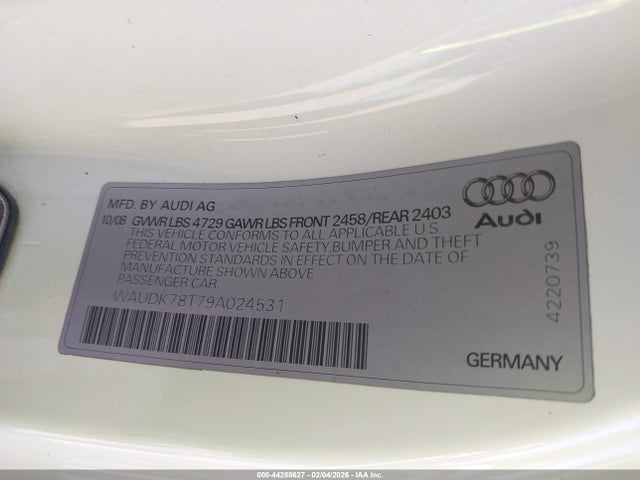 MFD. BY AUDI AG
10/08 GVWR LBS 4729 GAWR LBS FRONT 2458/REAR 2403
THIS VEHICLE CONFORMS TO ALL APPLICABLE U.S
FEDERAL MOTOR VEHICLE SAFETY, BUMPER AND THEFT
PREVENTION STANDARDS IN EFFECT ON THE DATE OF
MANUFACTURE SHOWN ABOVE
PASSENGER CAR
WAUDK78T79A024531
Audi
4220739
GERMANY
000-44288627 - 02/04/2026 - IAA Inc.